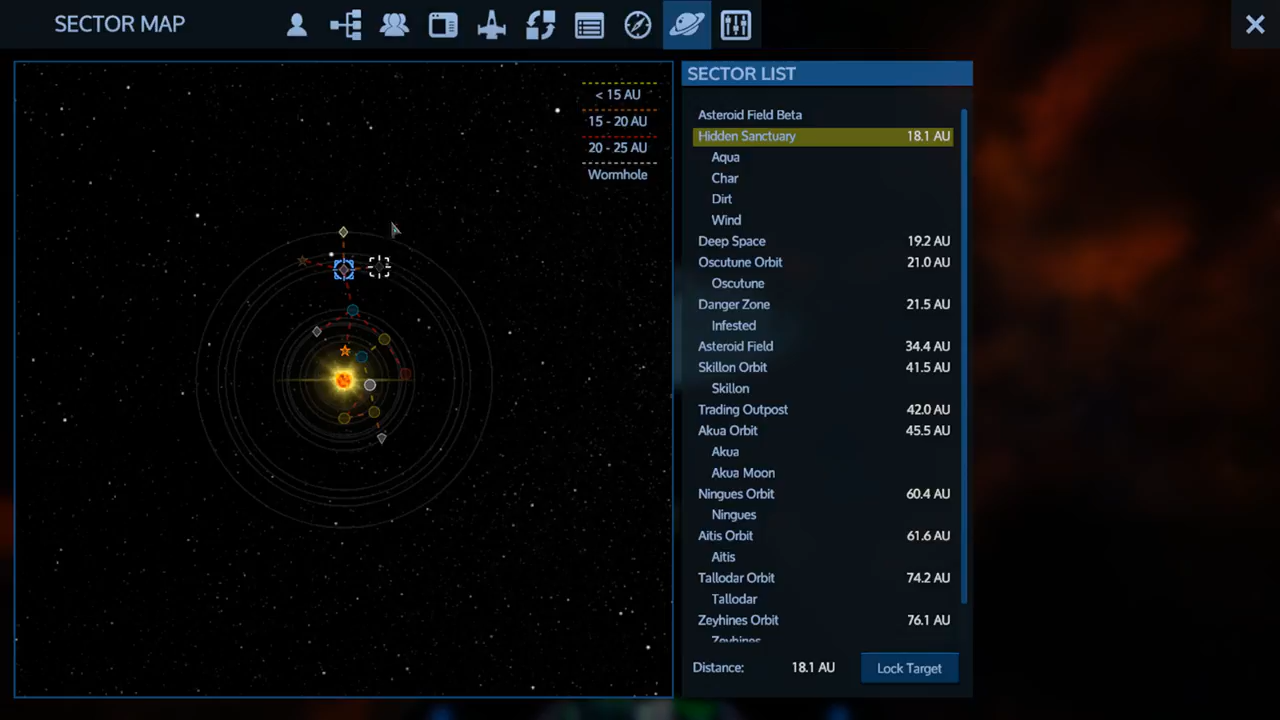 SECTOR MAP
< 15 AU
15 - 20 AU
20 - 25 AU
Wormhole
SECTOR LIST
Asteroid Field Beta
Hidden Sanctuary 18.1 AU
Aqua
Char
Dirt
Wind
Deep Space 19.2 AU
Oscutune Orbit 21.0 AU
Oscutune
Danger Zone 21.5 AU
Infested
Asteroid Field 34.4 AU
Skillon Orbit 41.5 AU
Skillon
Trading Outpost 42.0 AU
Akua Orbit 45.5 AU
Akua
Akua Moon
Ningues Orbit 60.4 AU
Ningues
Aitis Orbit 61.6 AU
Aitis
Tallodar Orbit 74.2 AU
Tallodar
Zeyhines Orbit 76.1 AU
Zeyhines
Distance: 18.1 AU
Lock Target